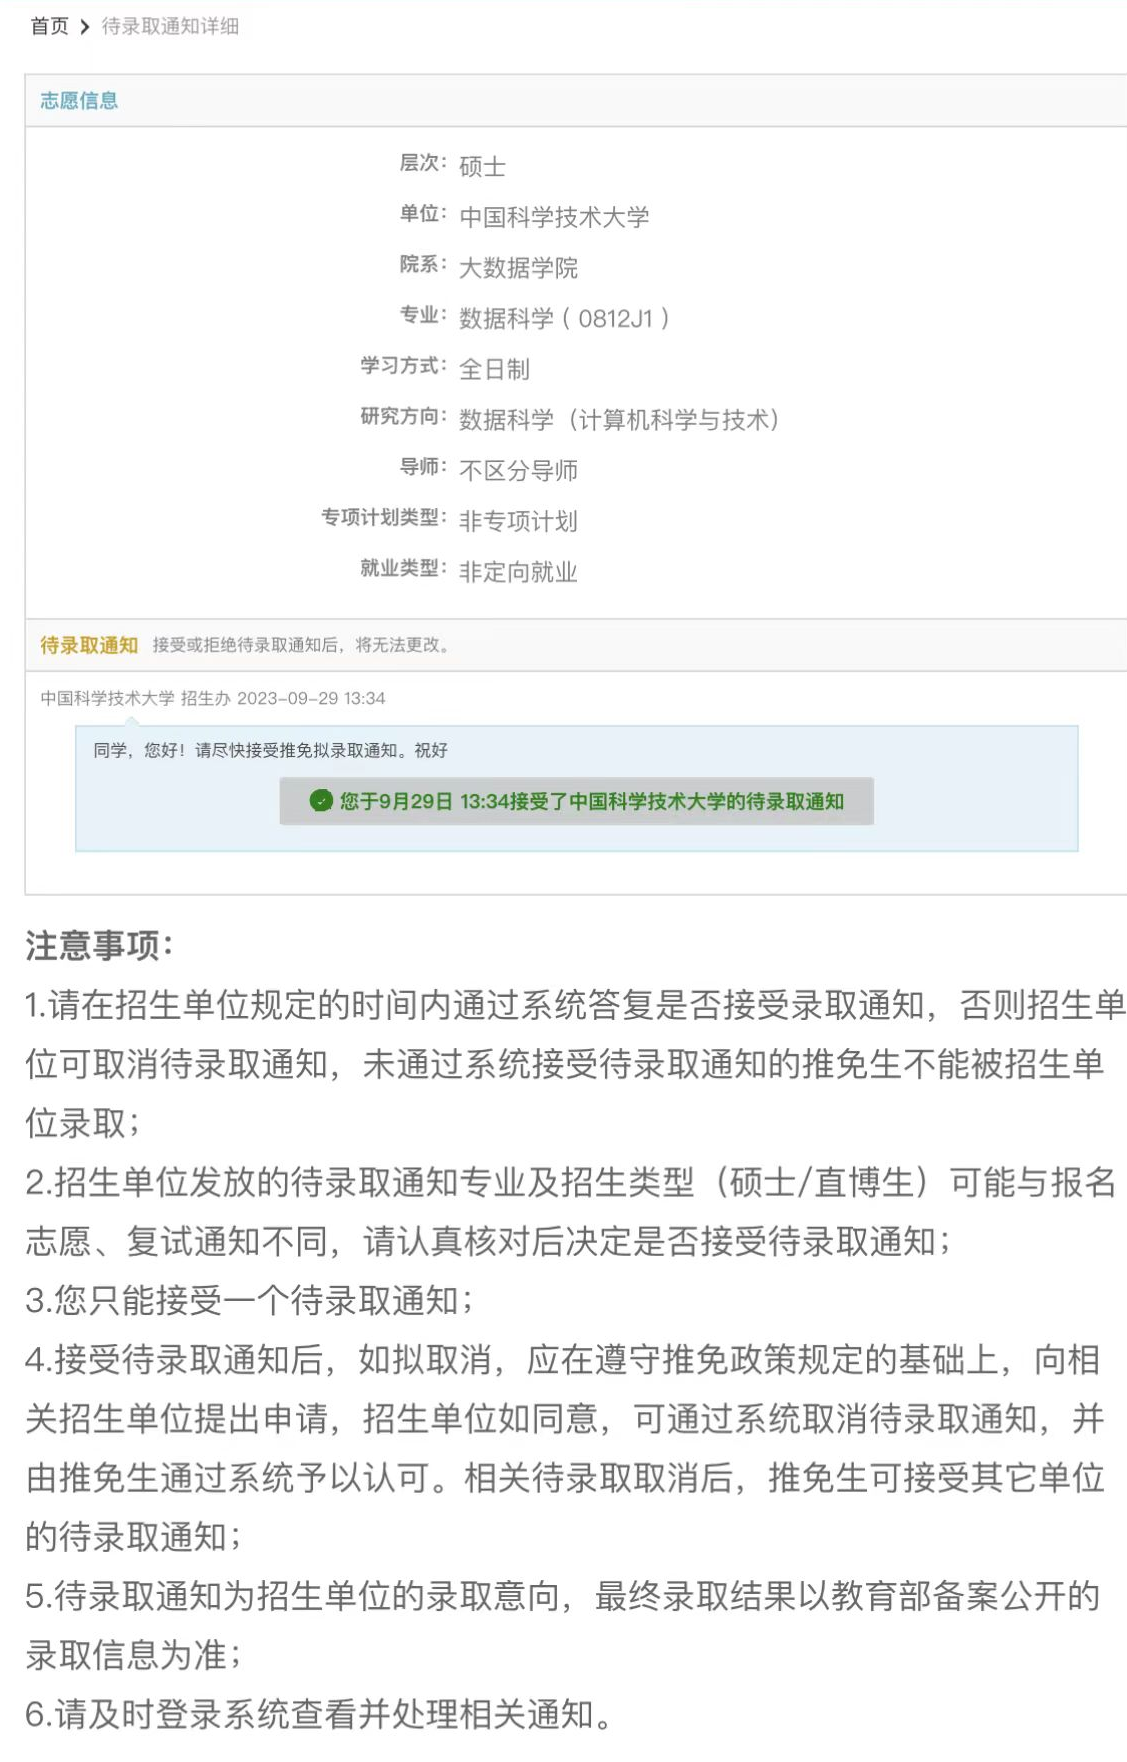 首页 > 待录取通知详细
志愿信息
层次: 硕士
单位: 中国科学技术大学
院系: 大数据学院
专业: 数据科学 ( 0812J1 )
学习方式: 全日制
研究方向: 数据科学（计算机科学与技术）
导师: 不区分导师
专项计划类型: 非专项计划
就业类型: 非定向就业
待录取通知 接受或拒绝待录取通知后，将无法更改。
中国科学技术大学 招生办 2023-09-29 13:34
同学，您好！请尽快接受推免拟录取通知。祝好
您于9月29日 13:34接受了中国科学技术大学的待录取通知
注意事项：
1.请在招生单位规定的时间内通过系统答复是否接受录取通知，否则招生单
位可取消待录取通知，未通过系统接受待录取通知的推免生不能被招生单
位录取；
2.招生单位发放的待录取通知专业及招生类型（硕士/直博生）可能与报名
志愿、复试通知不同，请认真核对后决定是否接受待录取通知；
3.您只能接受一个待录取通知；
4.接受待录取通知后，如拟取消，应在遵守推免政策规定的基础上，向相
关招生单位提出申请，招生单位如同意，可通过系统取消待录取通知，并
由推免生通过系统予以认可。相关待录取取消后，推免生可接受其它单位
的待录取通知；
5.待录取通知为招生单位的录取意向，最终录取结果以教育部备案公开的
录取信息为准；
6.请及时登录系统查看并处理相关通知。